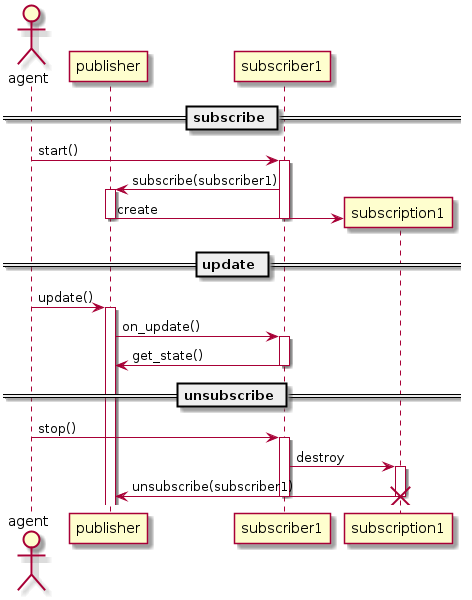 agent
publisher
subscriber1
subscribe
start()
subscribe(subscriber1)
create
subscription1
update
update()
on_update()
get_state()
unsubscribe
stop()
destroy
unsubscribe(subscriber1)
agent
publisher
subscriber1
subscription1